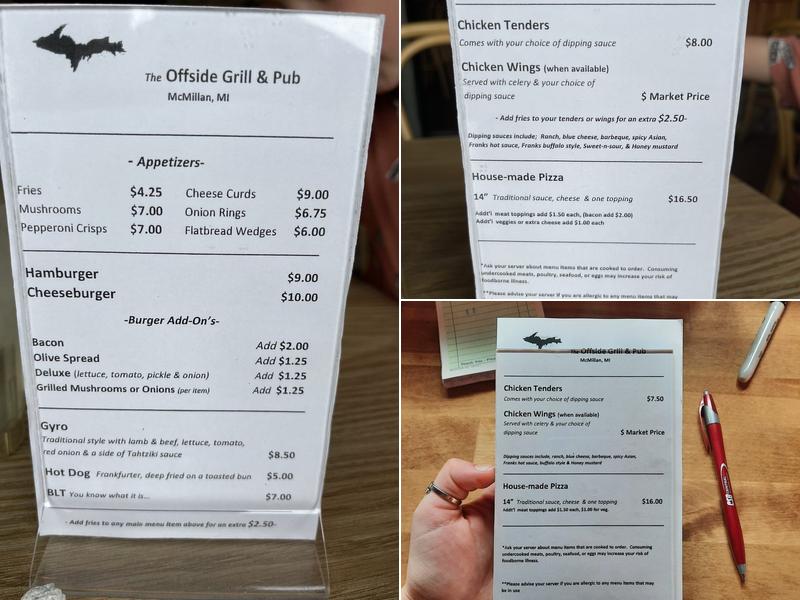 The Offside Grill & Pub
McMillan, MI
- Appetizers-
Fries $4.25 Cheese Curds $9.00
Mushrooms $7.00 Onion Rings $6.75
Pepperoni Crisps $7.00 Flatbread Wedges $6.00
Hamburger $9.00
Cheeseburger $10.00
-Burger Add-On's-
Bacon Add $2.00
Olive Spread Add $1.25
Deluxe (lettuce, tomato, pickle & onion) Add $1.25
Grilled Mushrooms or Onions (per item) Add $1.25
Gyro
Traditional style with lamb & beef, lettuce, tomato,
red onion & a side of Tahtziki sauce $8.50
Hot Dog Frankfurter, deep fried on a toasted bun $5.00
BLT You know what it is... $7.00
- Add fries to any main menu item above for an extra $2.50-
Chicken Tenders
Comes with your choice of dipping sauce $8.00
Chicken Wings (when available)
Served with celery & your choice of
dipping sauce $ Market Price
- Add fries to your tenders or wings for an extra $2.50-
Dipping sauces include; Ranch, blue cheese, barbeque, spicy Asian,
Franks hot sauce, Franks buffalo style, Sweet-n-sour, & Honey mustard
House-made Pizza
14" Traditional sauce, cheese & one topping $16.50
Addt'l meat toppings add $1.50 each, (bacon add $2.00)
Addt'l veggies or extra cheese add $1.00 each
*Ask your server about menu items that are cooked to order. Consuming
undercooked meats, poultry, seafood, or eggs may increase your risk of
foodborne illness.
**Please advise your server if you are allergic to any menu items that may
The Offside Grill & Pub
McMillan, MI
Chicken Tenders
Comes with your choice of dipping sauce $7.50
Chicken Wings (when available)
Served with celery & your choice of
dipping sauce $ Market Price
Dipping sauces include, ranch, blue cheese, barbeque, spicy Asian,
Franks hot sauce, buffalo style & Honey mustard
House-made Pizza
14" Traditional sauce, cheese & one topping $16.00
Addt'l meat toppings add $1.50 each, $1.00 for veg.
*Ask your server about menu items that are cooked to order. Consuming
undercooked meats, poultry, seafood, or eggs may increase your risk of
foodborne illness.
**Please advise your server if you are allergic to any menu items that may
be in use